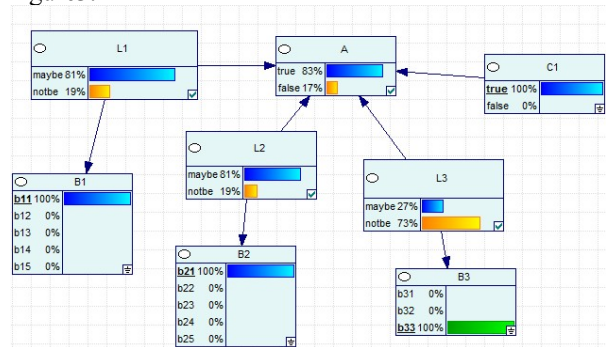 L1
maybe 81%
notbe 19%
A
true 83%
false 17%
C1
true 100%
false 0%
B1
b11 100%
b12 0%
b13 0%
b14 0%
b15 0%
L2
maybe 81%
notbe 19%
L3
maybe 27%
notbe 73%
B2
b21 100%
b22 0%
b23 0%
b24 0%
b25 0%
B3
b31 0%
b32 0%
b33 100%